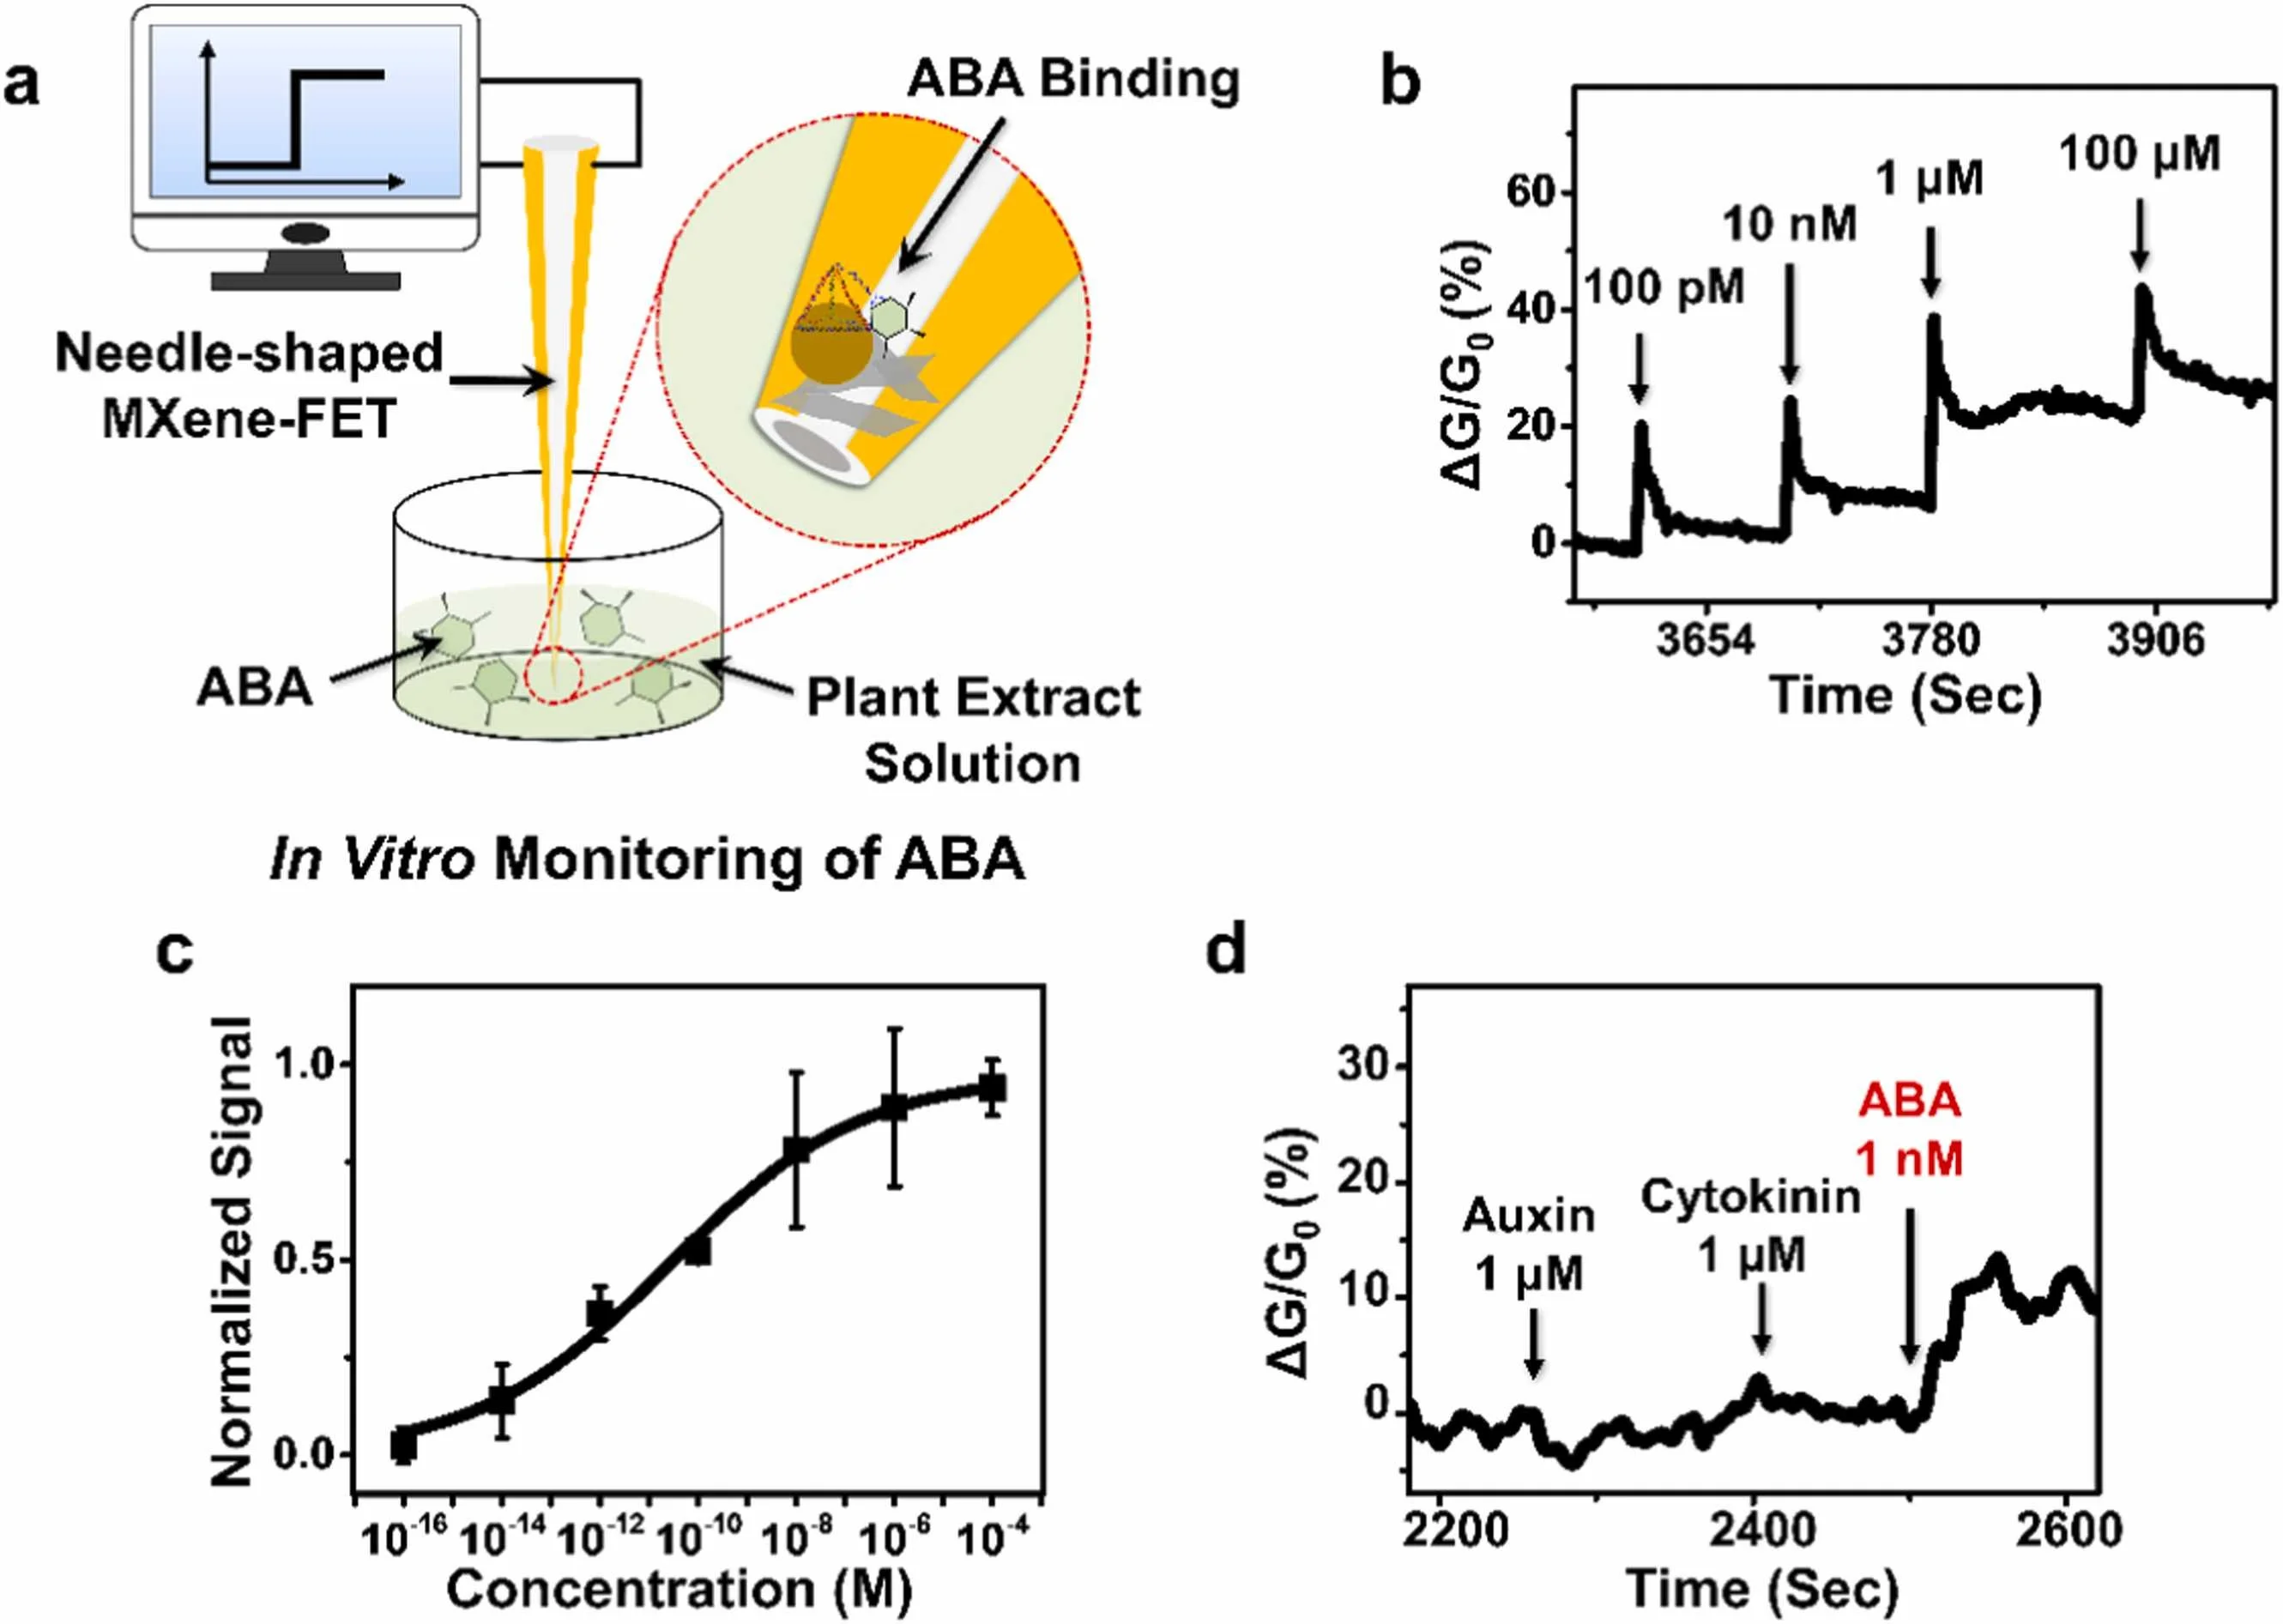 a
ABA Binding
Needle-shaped
MXene-FET
ABA
Plant Extract
Solution
In Vitro Monitoring of ABA
b
100 pM
10 nM
1 µM
100 µM
60
40
20
0
ΔG/G₀ (%)
3654 3780 3906
Time (Sec)
c
1.0
0.5
0.0
Normalized Signal
10⁻¹⁶ 10⁻¹⁴ 10⁻¹² 10⁻¹⁰ 10⁻⁸ 10⁻⁶ 10⁻⁴
Concentration (M)
d
30
20
10
0
ΔG/G₀ (%)
Auxin
1 µM
Cytokinin
1 µM
ABA
1 nM
2200 2400 2600
Time (Sec)